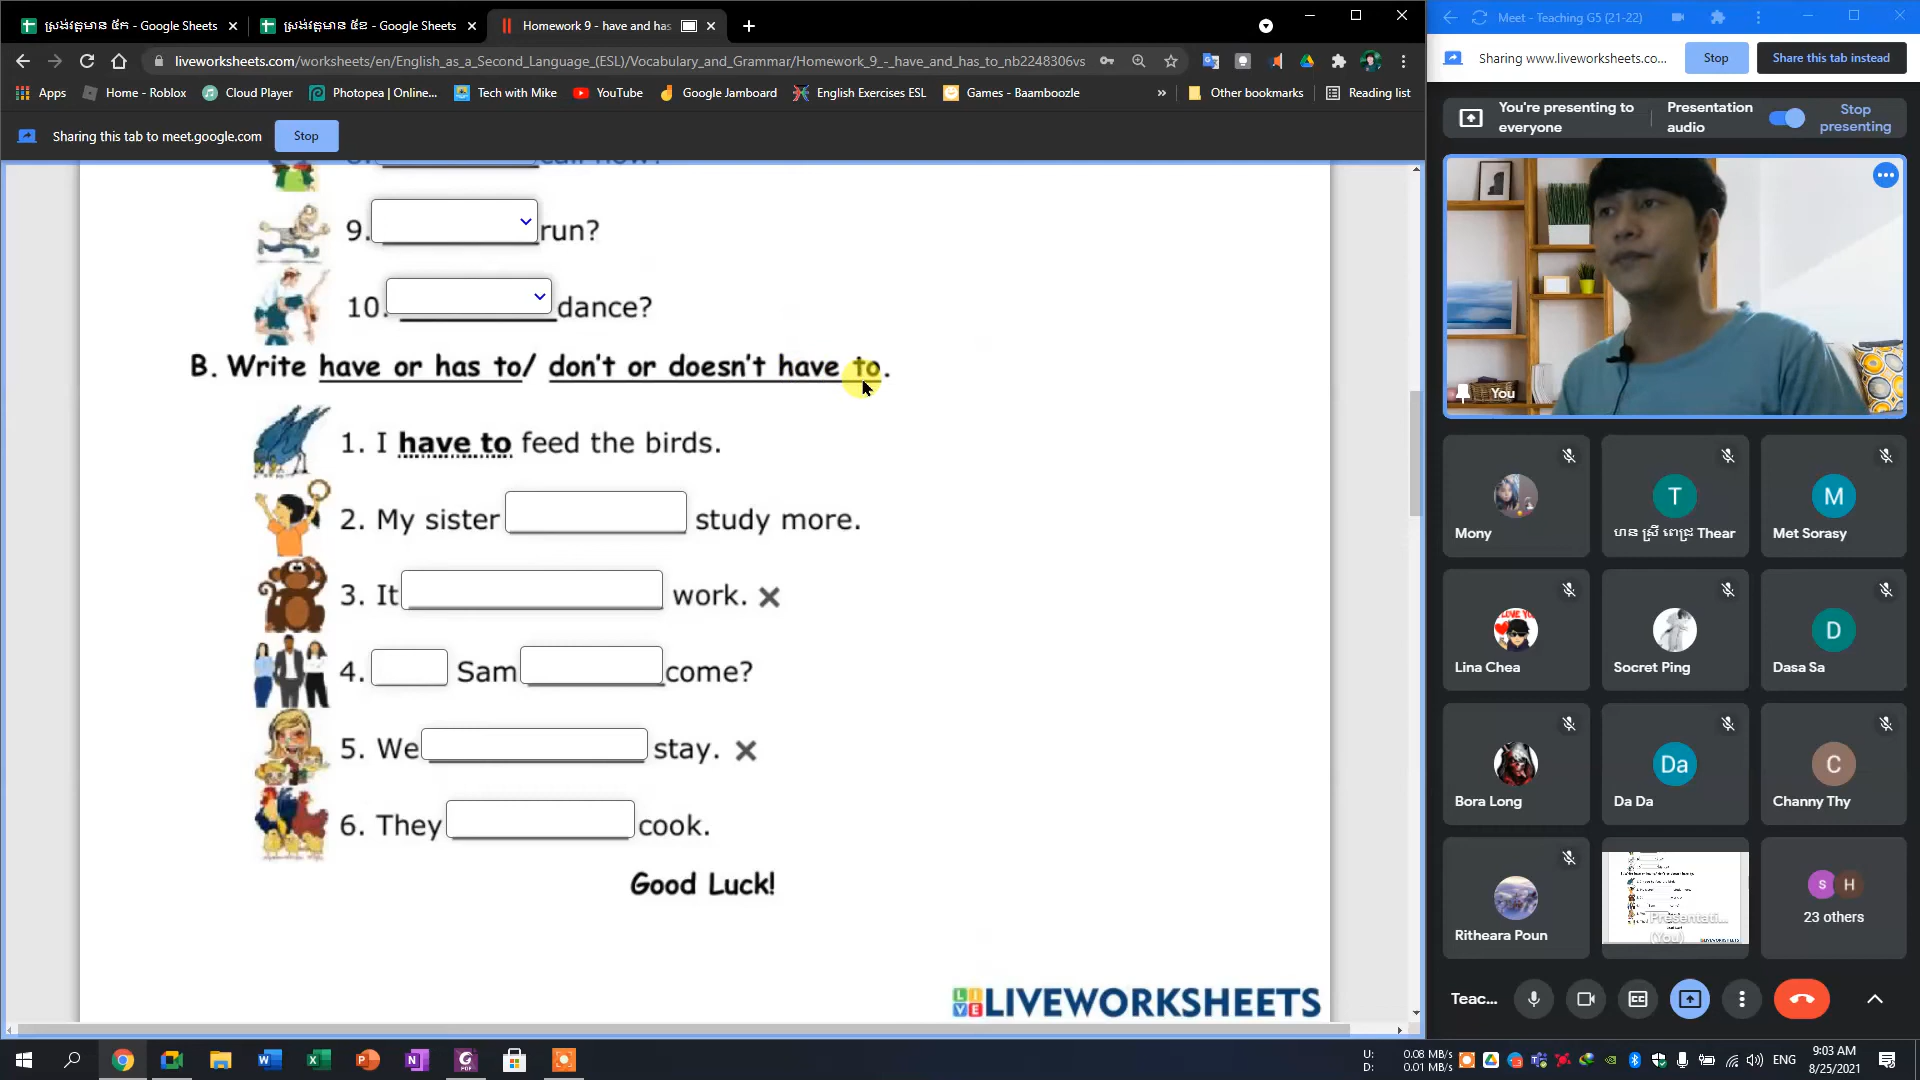 ស្រង់វត្តមាន ៥ក - Google Sheets
ស្រង់វត្តមាន ៥ខ - Google Sheets
Homework 9 - have and has
liveworksheets.com/worksheets/en/English_as_a_Second_Language_(ESL)/Vocabulary_and_Grammar/Homework_9_-_have_and_has_to_nb2248306vs
Apps
Home - Roblox
Cloud Player
Photopea | Online...
Tech with Mike
YouTube
Google Jamboard
English Exercises ESL
Games - Baamboozle
»
Other bookmarks
Reading list
Sharing this tab to meet.google.com
Stop
9. run?
10. dance?
B. Write have or has to/ don't or doesn't have to.
1. I have to feed the birds.
2. My sister study more.
3. It work.
4. Sam come?
5. We stay.
6. They cook.
Good Luck!
LIVE
LIVEWORKSHEETS
Meet - Teaching G5 (21-22)
Sharing www.liveworksheets.co...
Stop
Share this tab instead
You're presenting to everyone
Presentation audio
Stop presenting
You
Mony
T
ហន ស្រី ពេជ្រ Thear
M
Met Sorasy
Lina Chea
Socret Ping
D
Dasa Sa
Bora Long
Da
Da Da
C
Channy Thy
Ritheara Poun
Presentati...
(You)
S H
23 others
Teac...
U: 0.08 MB/s
D: 0.01 MB/s
ENG
9:03 AM
8/25/2021